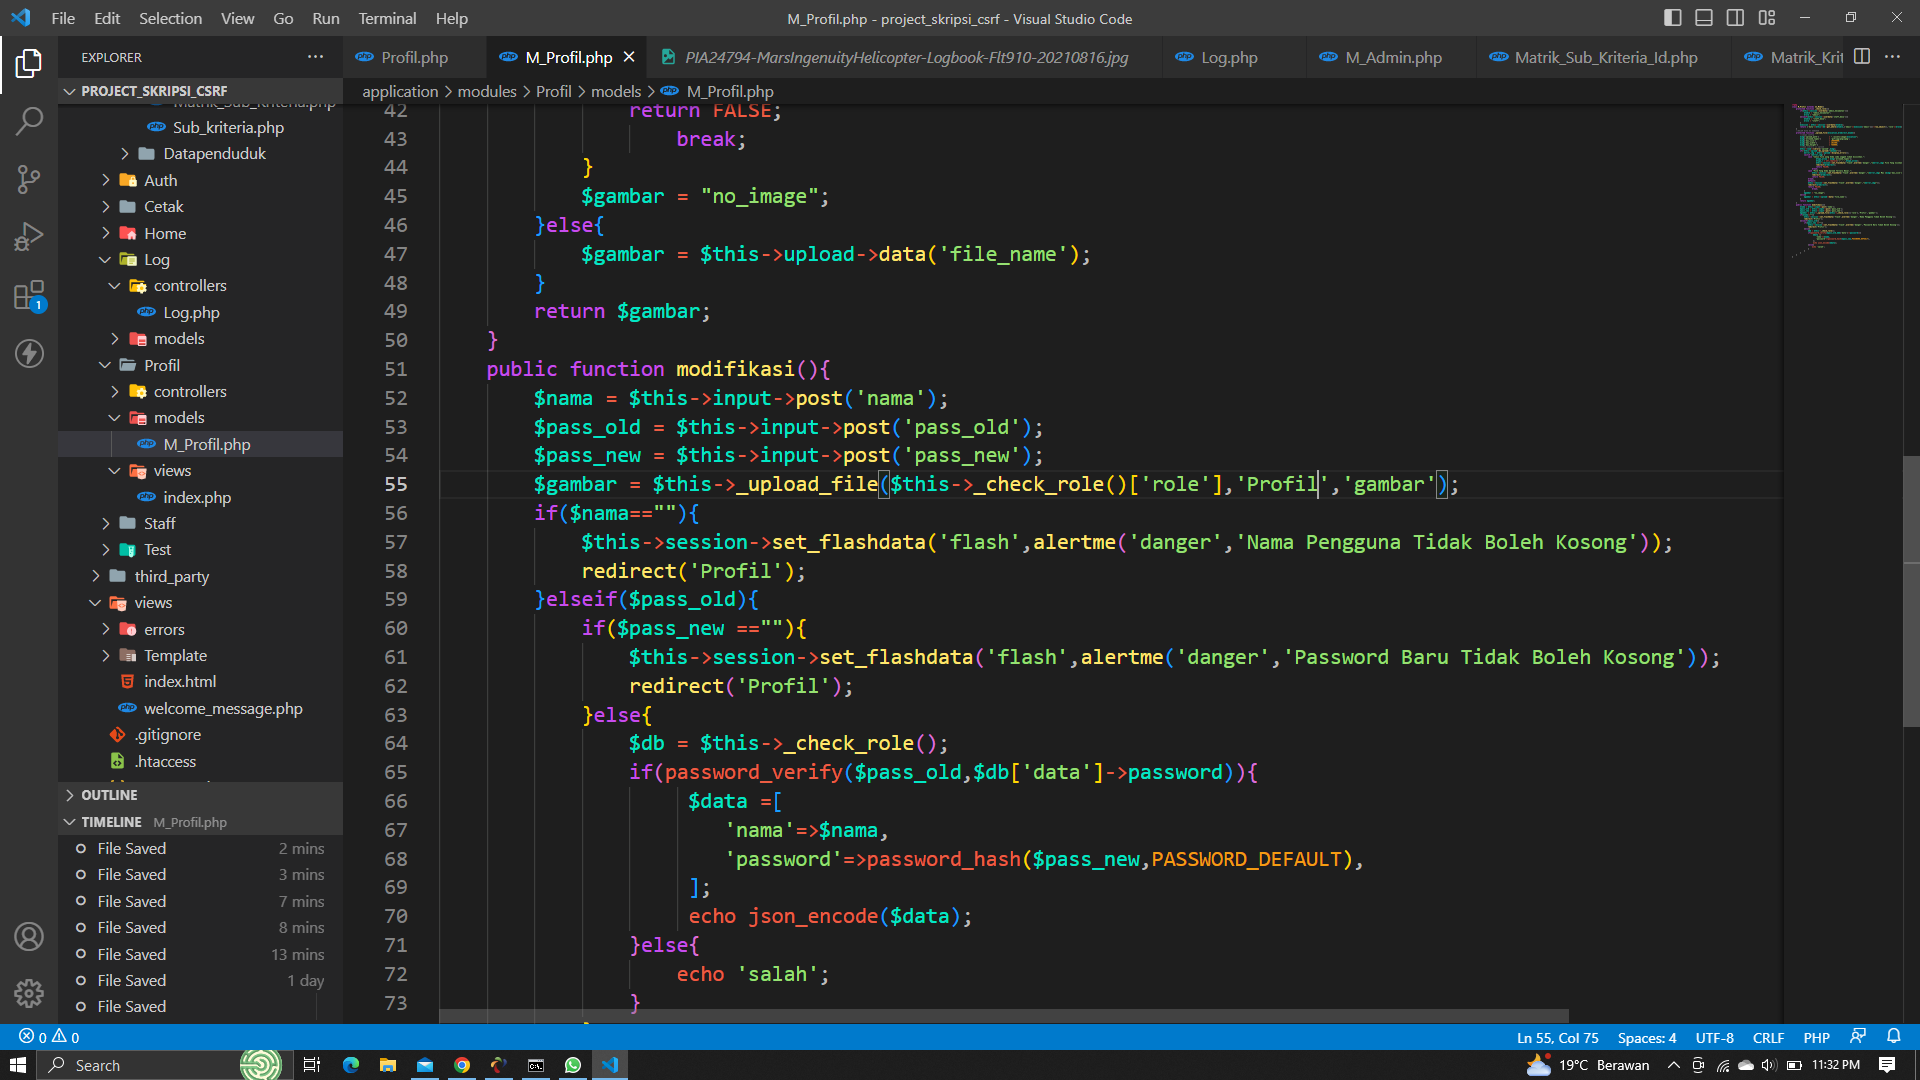 File Edit Selection View Go Run Terminal Help
M_Profil.php - project_skripsi_csrf - Visual Studio Code
EXPLORER
Profil.php
M_Profil.php
PIA24794-MarsIngenuityHelicopter-Logbook-Flt910-20210816.jpg
Log.php
M_Admin.php
Matrik_Sub_Kriteria_Id.php
Matrik_Krit
PROJECT_SKRIPSI_CSRF
application > modules > Profil > models > M_Profil.php
Matrik_Sub_Kriteria.php
Sub_kriteria.php
Datapenduduk
Auth
Cetak
Home
Log
controllers
Log.php
models
Profil
controllers
models
M_Profil.php
views
index.php
Staff
Test
third_party
views
errors
Template
index.html
welcome_message.php
.gitignore
.htaccess
OUTLINE
TIMELINE M_Profil.php
File Saved 2 mins
File Saved 3 mins
File Saved 7 mins
File Saved 8 mins
File Saved 13 mins
File Saved 1 day
File Saved
42 return FALSE;
43 break;
44 }
45 $gambar = "no_image";
46 }else{
47 $gambar = $this->upload->data('file_name');
48 }
49 return $gambar;
50 }
51 public function modifikasi(){
52 $nama = $this->input->post('nama');
53 $pass_old = $this->input->post('pass_old');
54 $pass_new = $this->input->post('pass_new');
55 $gambar = $this->_upload_file($this->_check_role()['role'],'Profil','gambar');
56 if($nama==""){
57 $this->session->set_flashdata('flash',alertme('danger','Nama Pengguna Tidak Boleh Kosong'));
58 redirect('Profil');
59 }elseif($pass_old){
60 if($pass_new ==""){
61 $this->session->set_flashdata('flash',alertme('danger','Password Baru Tidak Boleh Kosong'));
62 redirect('Profil');
63 }else{
64 $db = $this->_check_role();
65 if(password_verify($pass_old,$db['data']->password)){
66 $data =[
67 'nama'=>$nama,
68 'password'=>password_hash($pass_new,PASSWORD_DEFAULT),
69 ];
70 echo json_encode($data);
71 }else{
72 echo 'salah';
73 }
1
0 0
Ln 55, Col 75 Spaces: 4 UTF-8 CRLF PHP
Search
19°C Berawan
11:32 PM